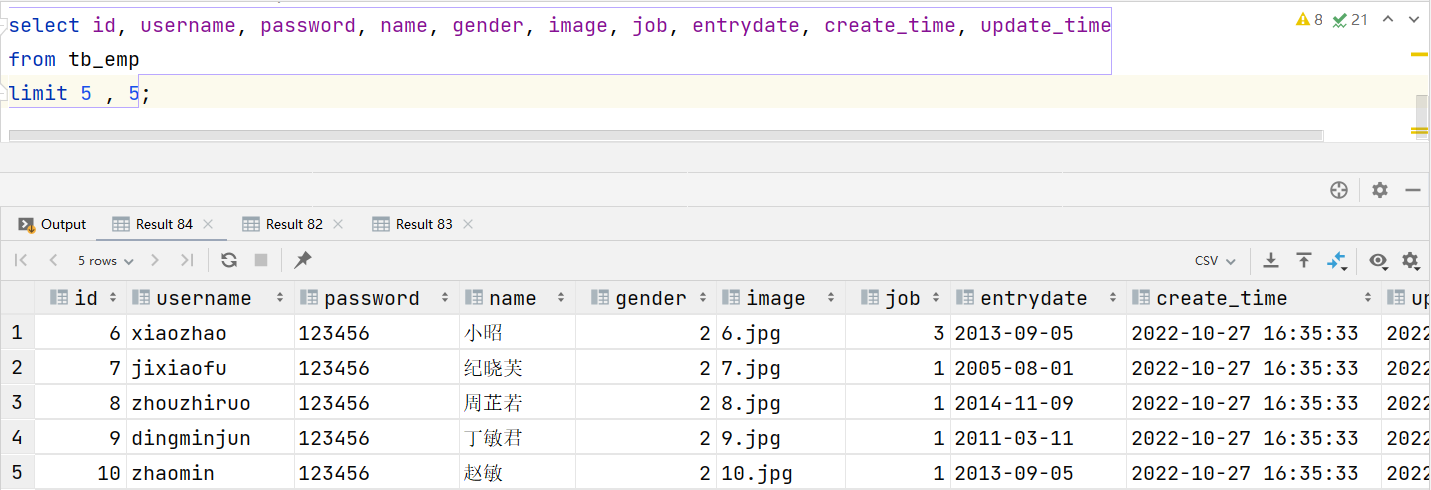 select id, username, password, name, gender, image, job, entrydate, create_time, update_time
8 21
from tb_emp
limit 5 , 5;
Output Result 84 Result 82 Result 83
5 rows CSV
id username password name gender image job entrydate create_time up
1 6 xiaozhao 123456 小昭 2 6.jpg 3 2013-09-05 2022-10-27 16:35:33 2022
2 7 jixiaofu 123456 纪晓芙 2 7.jpg 1 2005-08-01 2022-10-27 16:35:33 2022
3 8 zhouzhiruo 123456 周芷若 2 8.jpg 1 2014-11-09 2022-10-27 16:35:33 2022
4 9 dingminjun 123456 丁敏君 2 9.jpg 1 2011-03-11 2022-10-27 16:35:33 2022
5 10 zhaomin 123456 赵敏 2 10.jpg 1 2013-09-05 2022-10-27 16:35:33 2022